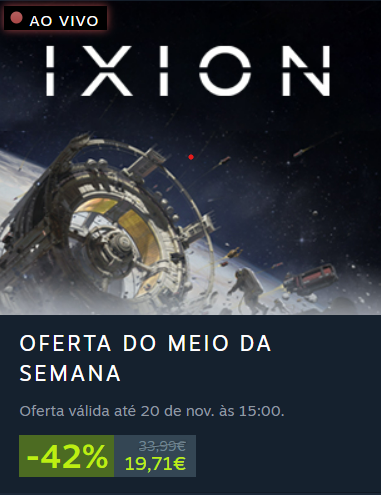 AO VIVO
IXION
OFERTA DO MEIO DA
SEMANA
Oferta válida até 20 de nov. às 15:00.
-42%
33,99€
19,71€